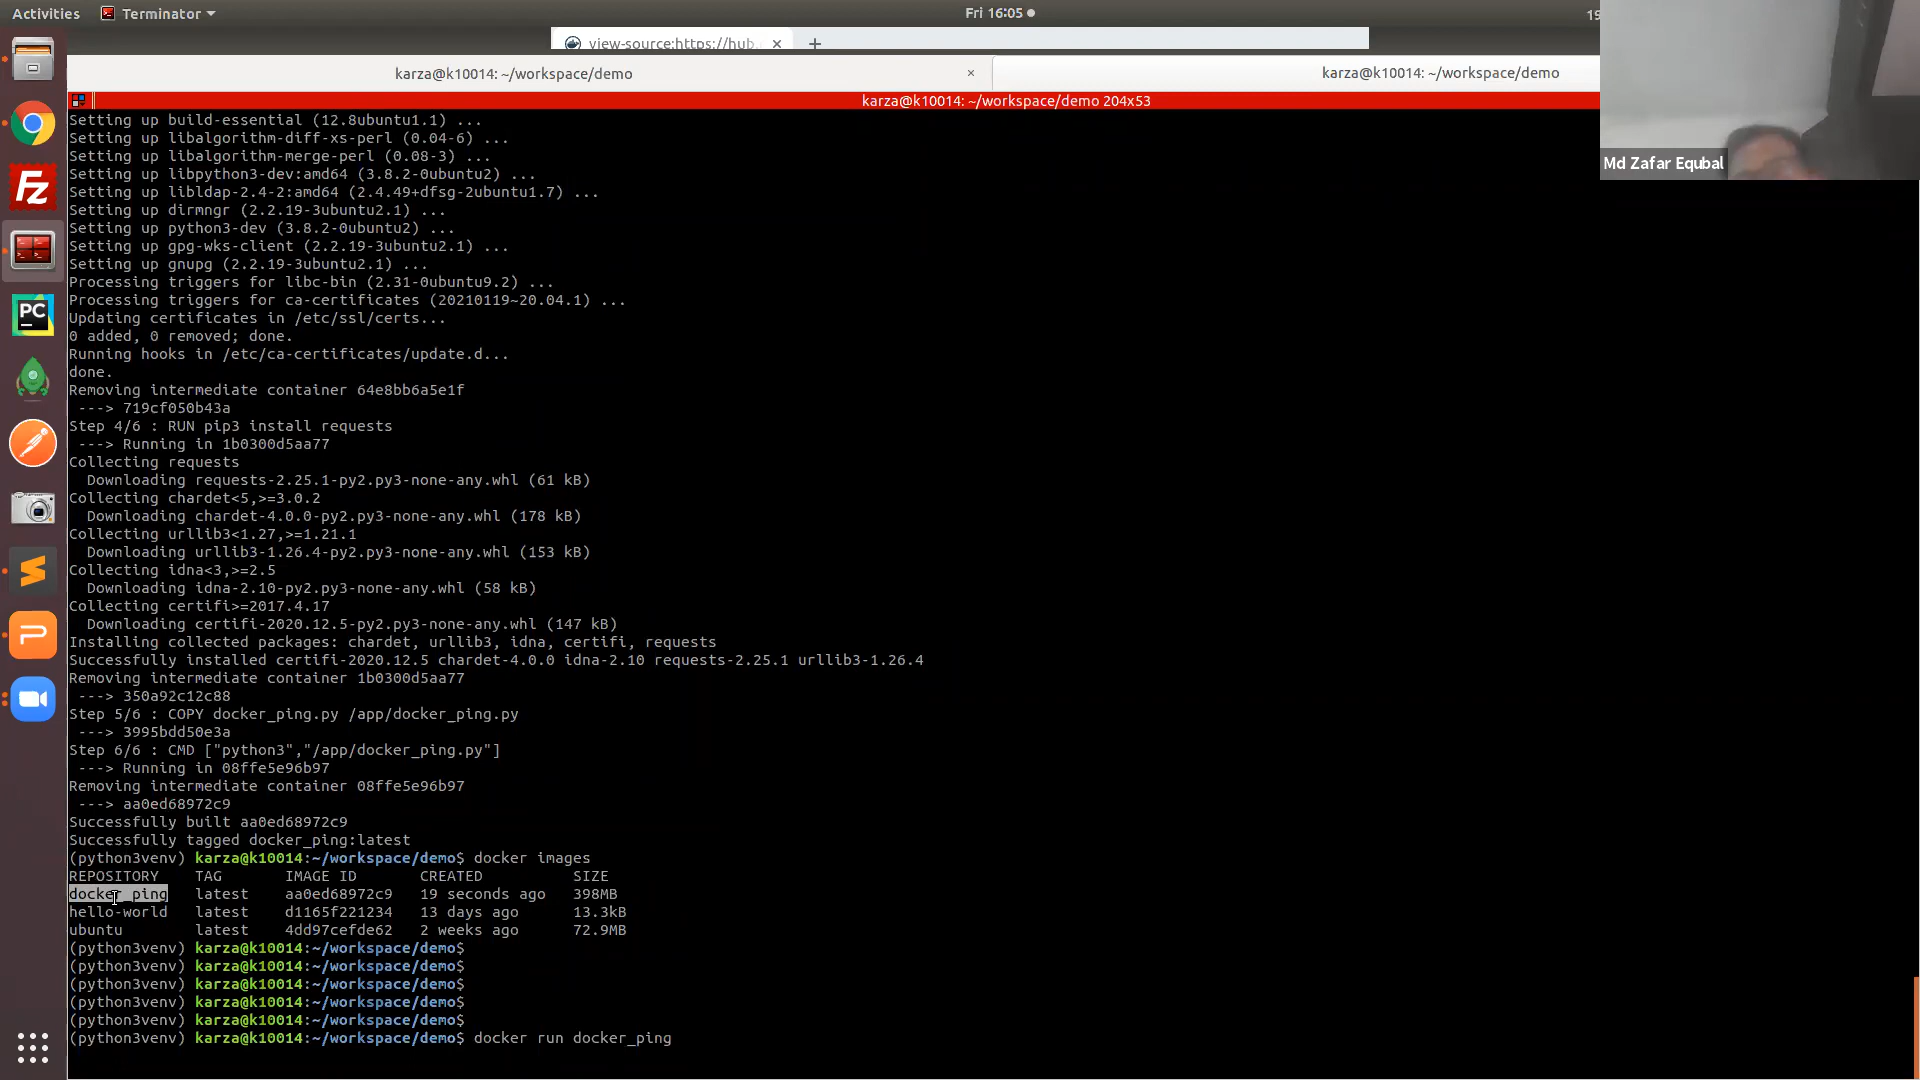 Activities
Terminator
Fri 16:05
19
view-source:https://hub.
karza@k10014: ~/workspace/demo
karza@k10014: ~/workspace/demo
karza@k10014: ~/workspace/demo 204x53
Md Zafar Equbal
Setting up build-essential (12.8ubuntu1.1) ...
Setting up libalgorithm-diff-xs-perl (0.04-6) ...
Setting up libalgorithm-merge-perl (0.08-3) ...
Setting up libpython3-dev:amd64 (3.8.2-0ubuntu2) ...
Setting up libldap-2.4-2:amd64 (2.4.49+dfsg-2ubuntu1.7) ...
Setting up dirmngr (2.2.19-3ubuntu2.1) ...
Setting up python3-dev (3.8.2-0ubuntu2) ...
Setting up gpg-wks-client (2.2.19-3ubuntu2.1) ...
Setting up gnupg (2.2.19-3ubuntu2.1) ...
Processing triggers for libc-bin (2.31-0ubuntu9.2) ...
Processing triggers for ca-certificates (20210119~20.04.1) ...
Updating certificates in /etc/ssl/certs...
0 added, 0 removed; done.
Running hooks in /etc/ca-certificates/update.d...
done.
Removing intermediate container 64e8bb6a5e1f
---> 719cf050b43a
Step 4/6 : RUN pip3 install requests
---> Running in 1b0300d5aa77
Collecting requests
Downloading requests-2.25.1-py2.py3-none-any.whl (61 kB)
Collecting chardet<5,>=3.0.2
Downloading chardet-4.0.0-py2.py3-none-any.whl (178 kB)
Collecting urllib3<1.27,>=1.21.1
Downloading urllib3-1.26.4-py2.py3-none-any.whl (153 kB)
Collecting idna<3,>=2.5
Downloading idna-2.10-py2.py3-none-any.whl (58 kB)
Collecting certifi>=2017.4.17
Downloading certifi-2020.12.5-py2.py3-none-any.whl (147 kB)
Installing collected packages: chardet, urllib3, idna, certifi, requests
Successfully installed certifi-2020.12.5 chardet-4.0.0 idna-2.10 requests-2.25.1 urllib3-1.26.4
Removing intermediate container 1b0300d5aa77
---> 350a92c12c88
Step 5/6 : COPY docker_ping.py /app/docker_ping.py
---> 3995bdd50e3a
Step 6/6 : CMD ["python3","/app/docker_ping.py"]
---> Running in 08ffe5e96b97
Removing intermediate container 08ffe5e96b97
---> aa0ed68972c9
Successfully built aa0ed68972c9
Successfully tagged docker_ping:latest
(python3venv) karza@k10014:~/workspace/demo$ docker images
REPOSITORY TAG IMAGE ID CREATED SIZE
docker_ping latest aa0ed68972c9 19 seconds ago 398MB
hello-world latest d1165f221234 13 days ago 13.3kB
ubuntu latest 4dd97cefde62 2 weeks ago 72.9MB
(python3venv) karza@k10014:~/workspace/demo$
(python3venv) karza@k10014:~/workspace/demo$
(python3venv) karza@k10014:~/workspace/demo$
(python3venv) karza@k10014:~/workspace/demo$
(python3venv) karza@k10014:~/workspace/demo$
(python3venv) karza@k10014:~/workspace/demo$ docker run docker_ping
Fz
PC